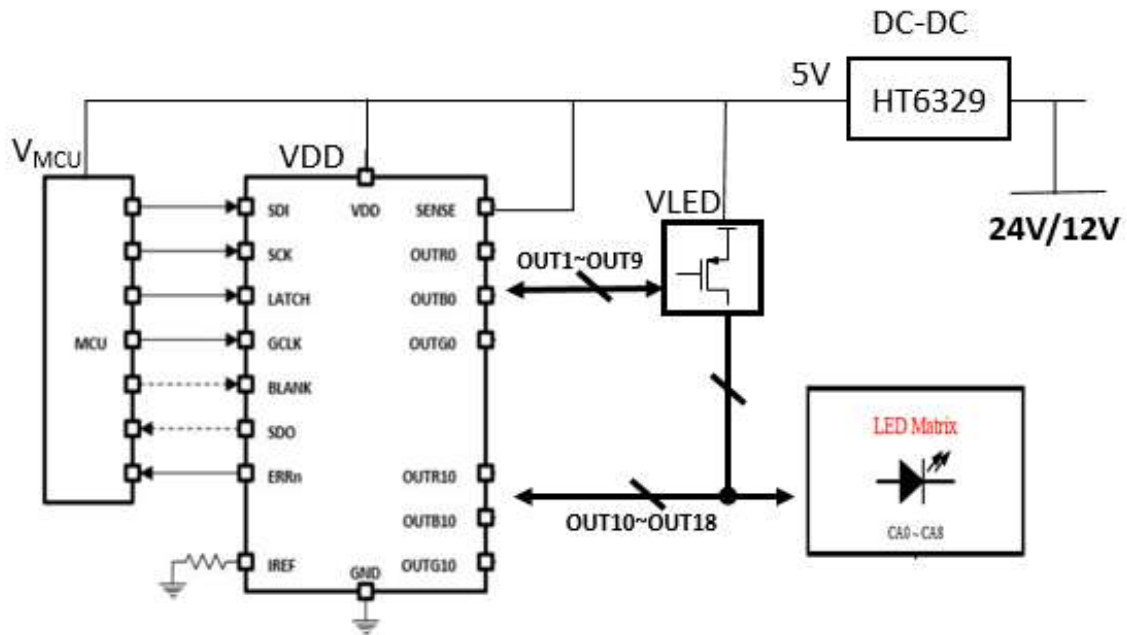 DC-DC
5V
HT6329
VMCU
VDD
VLED
24V/12V
SDI
VDD
SENSE
SCK
OUTR0
OUT1~OUT9
LATCH
OUTB0
MCU
GCLK
OUTG0
BLANK
SDO
LED Matrix
ERRn
OUTR10
OUTB10
OUT10~OUT18
CA0~CA8
IREF
GND
OUTG10